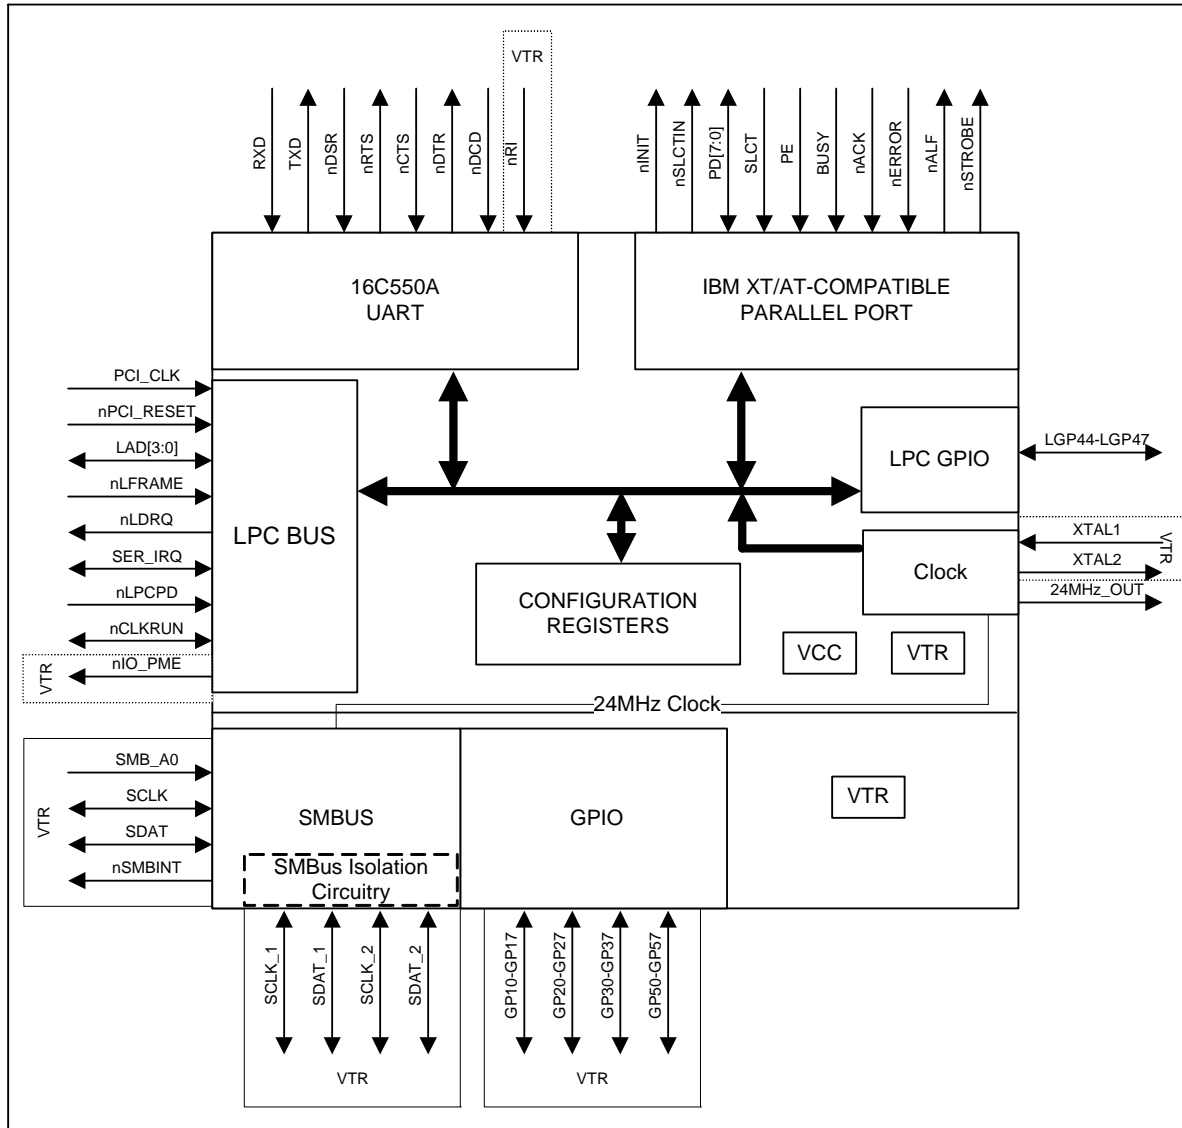 VTR
RXD
TXD
nDSR
nRTS
nCTS
nDTR
nDCD
nRI
nINIT
nSLCTIN
PD[7:0]
SLCT
PE
BUSY
nACK
nERROR
nALF
nSTROBE
16C550A
UART
IBM XT/AT-COMPATIBLE
PARALLEL PORT
PCI_CLK
nPCI_RESET
LAD[3:0]
nLFRAME
nLDRQ
SER_IRQ
nLPCPD
nCLKRUN
nIO_PME
VTR
LPC BUS
LPC GPIO
LGP44-LGP47
Clock
XTAL1
XTAL2
VTR
24MHz_OUT
CONFIGURATION
REGISTERS
VCC
VTR
24MHz Clock
SMB_A0
SCLK
SDAT
nSMBINT
VTR
SMBUS
SMBus Isolation
Circuitry
GPIO
VTR
SCLK_1
SDAT_1
SCLK_2
SDAT_2
VTR
GP10-GP17
GP20-GP27
GP30-GP37
GP50-GP57
VTR